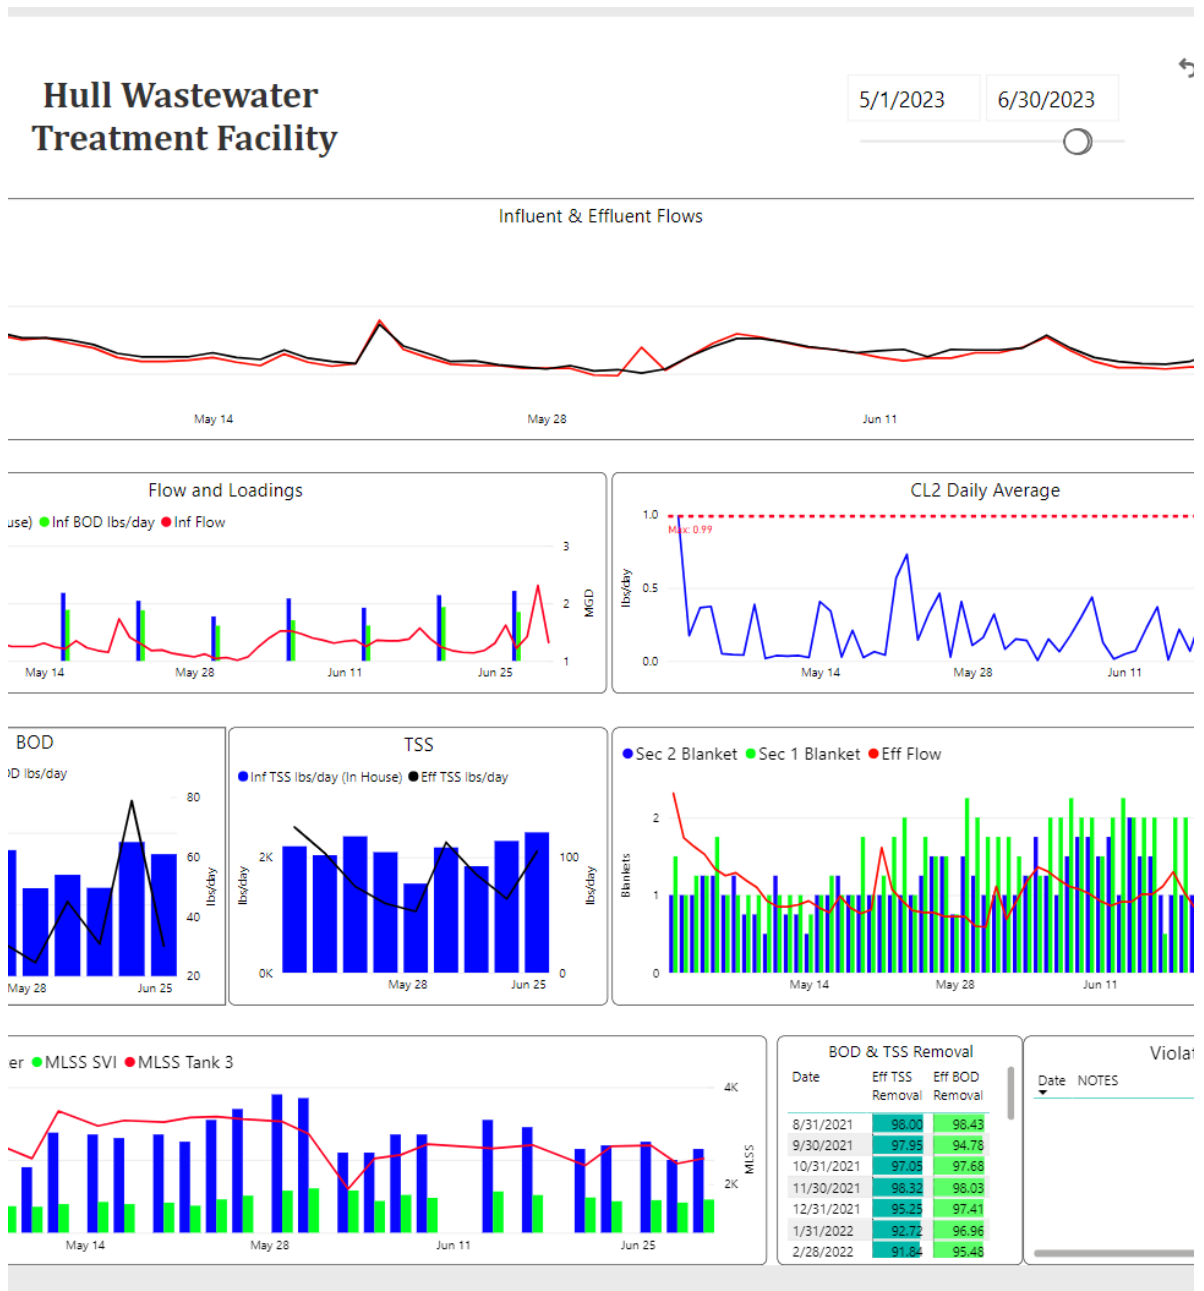 Hull Wastewater
Treatment Facility
5/1/2023
6/30/2023
Influent & Effluent Flows
May 14
May 28
Jun 11
Flow and Loadings
use) Inf BOD lbs/day Inf Flow
3
2
1
MGD
May 14
May 28
Jun 11
Jun 25
CL2 Daily Average
1.0
0.5
0.0
lbs/day
Max: 0.99
May 14
May 28
Jun 11
BOD
OD lbs/day
80
60
40
20
lbs/day
May 28
Jun 25
TSS
Inf TSS lbs/day (In House) Eff TSS lbs/day
2K
0K
lbs/day
100
0
lbs/day
May 28
Jun 25
Sec 2 Blanket Sec 1 Blanket Eff Flow
2
1
0
Blankets
May 14
May 28
Jun 11
er MLSS SVI MLSS Tank 3
4K
2K
MLSS
May 14
May 28
Jun 11
Jun 25
BOD & TSS Removal
Date Eff TSS Eff BOD
Removal Removal
8/31/2021 98.00 98.43
9/30/2021 97.95 94.78
10/31/2021 97.05 97.68
11/30/2021 98.32 98.03
12/31/2021 95.25 97.41
1/31/2022 92.72 96.96
2/28/2022 91.84 95.48
Violat
Date NOTES